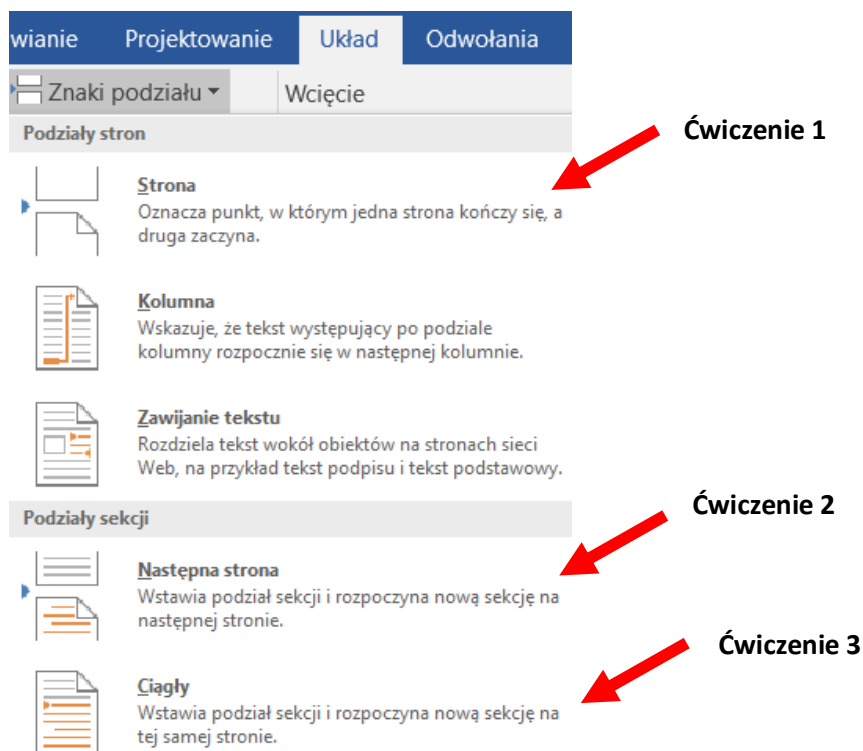 wianie Projektowanie Układ Odwołania
Znaki podziału Wcięcie
Podziały stron
Ćwiczenie 1
Strona
Oznacza punkt, w którym jedna strona kończy się, a
druga zaczyna.
Kolumna
Wskazuje, że tekst występujący po podziale
kolumny rozpocznie się w następnej kolumnie.
Zawijanie tekstu
Rozdziela tekst wokół obiektów na stronach sieci
Web, na przykład tekst podpisu i tekst podstawowy.
Ćwiczenie 2
Podziały sekcji
Następna strona
Wstawia podział sekcji i rozpoczyna nową sekcję na
następnej stronie.
Ćwiczenie 3
Ciągły
Wstawia podział sekcji i rozpoczyna nową sekcję na
tej samej stronie.